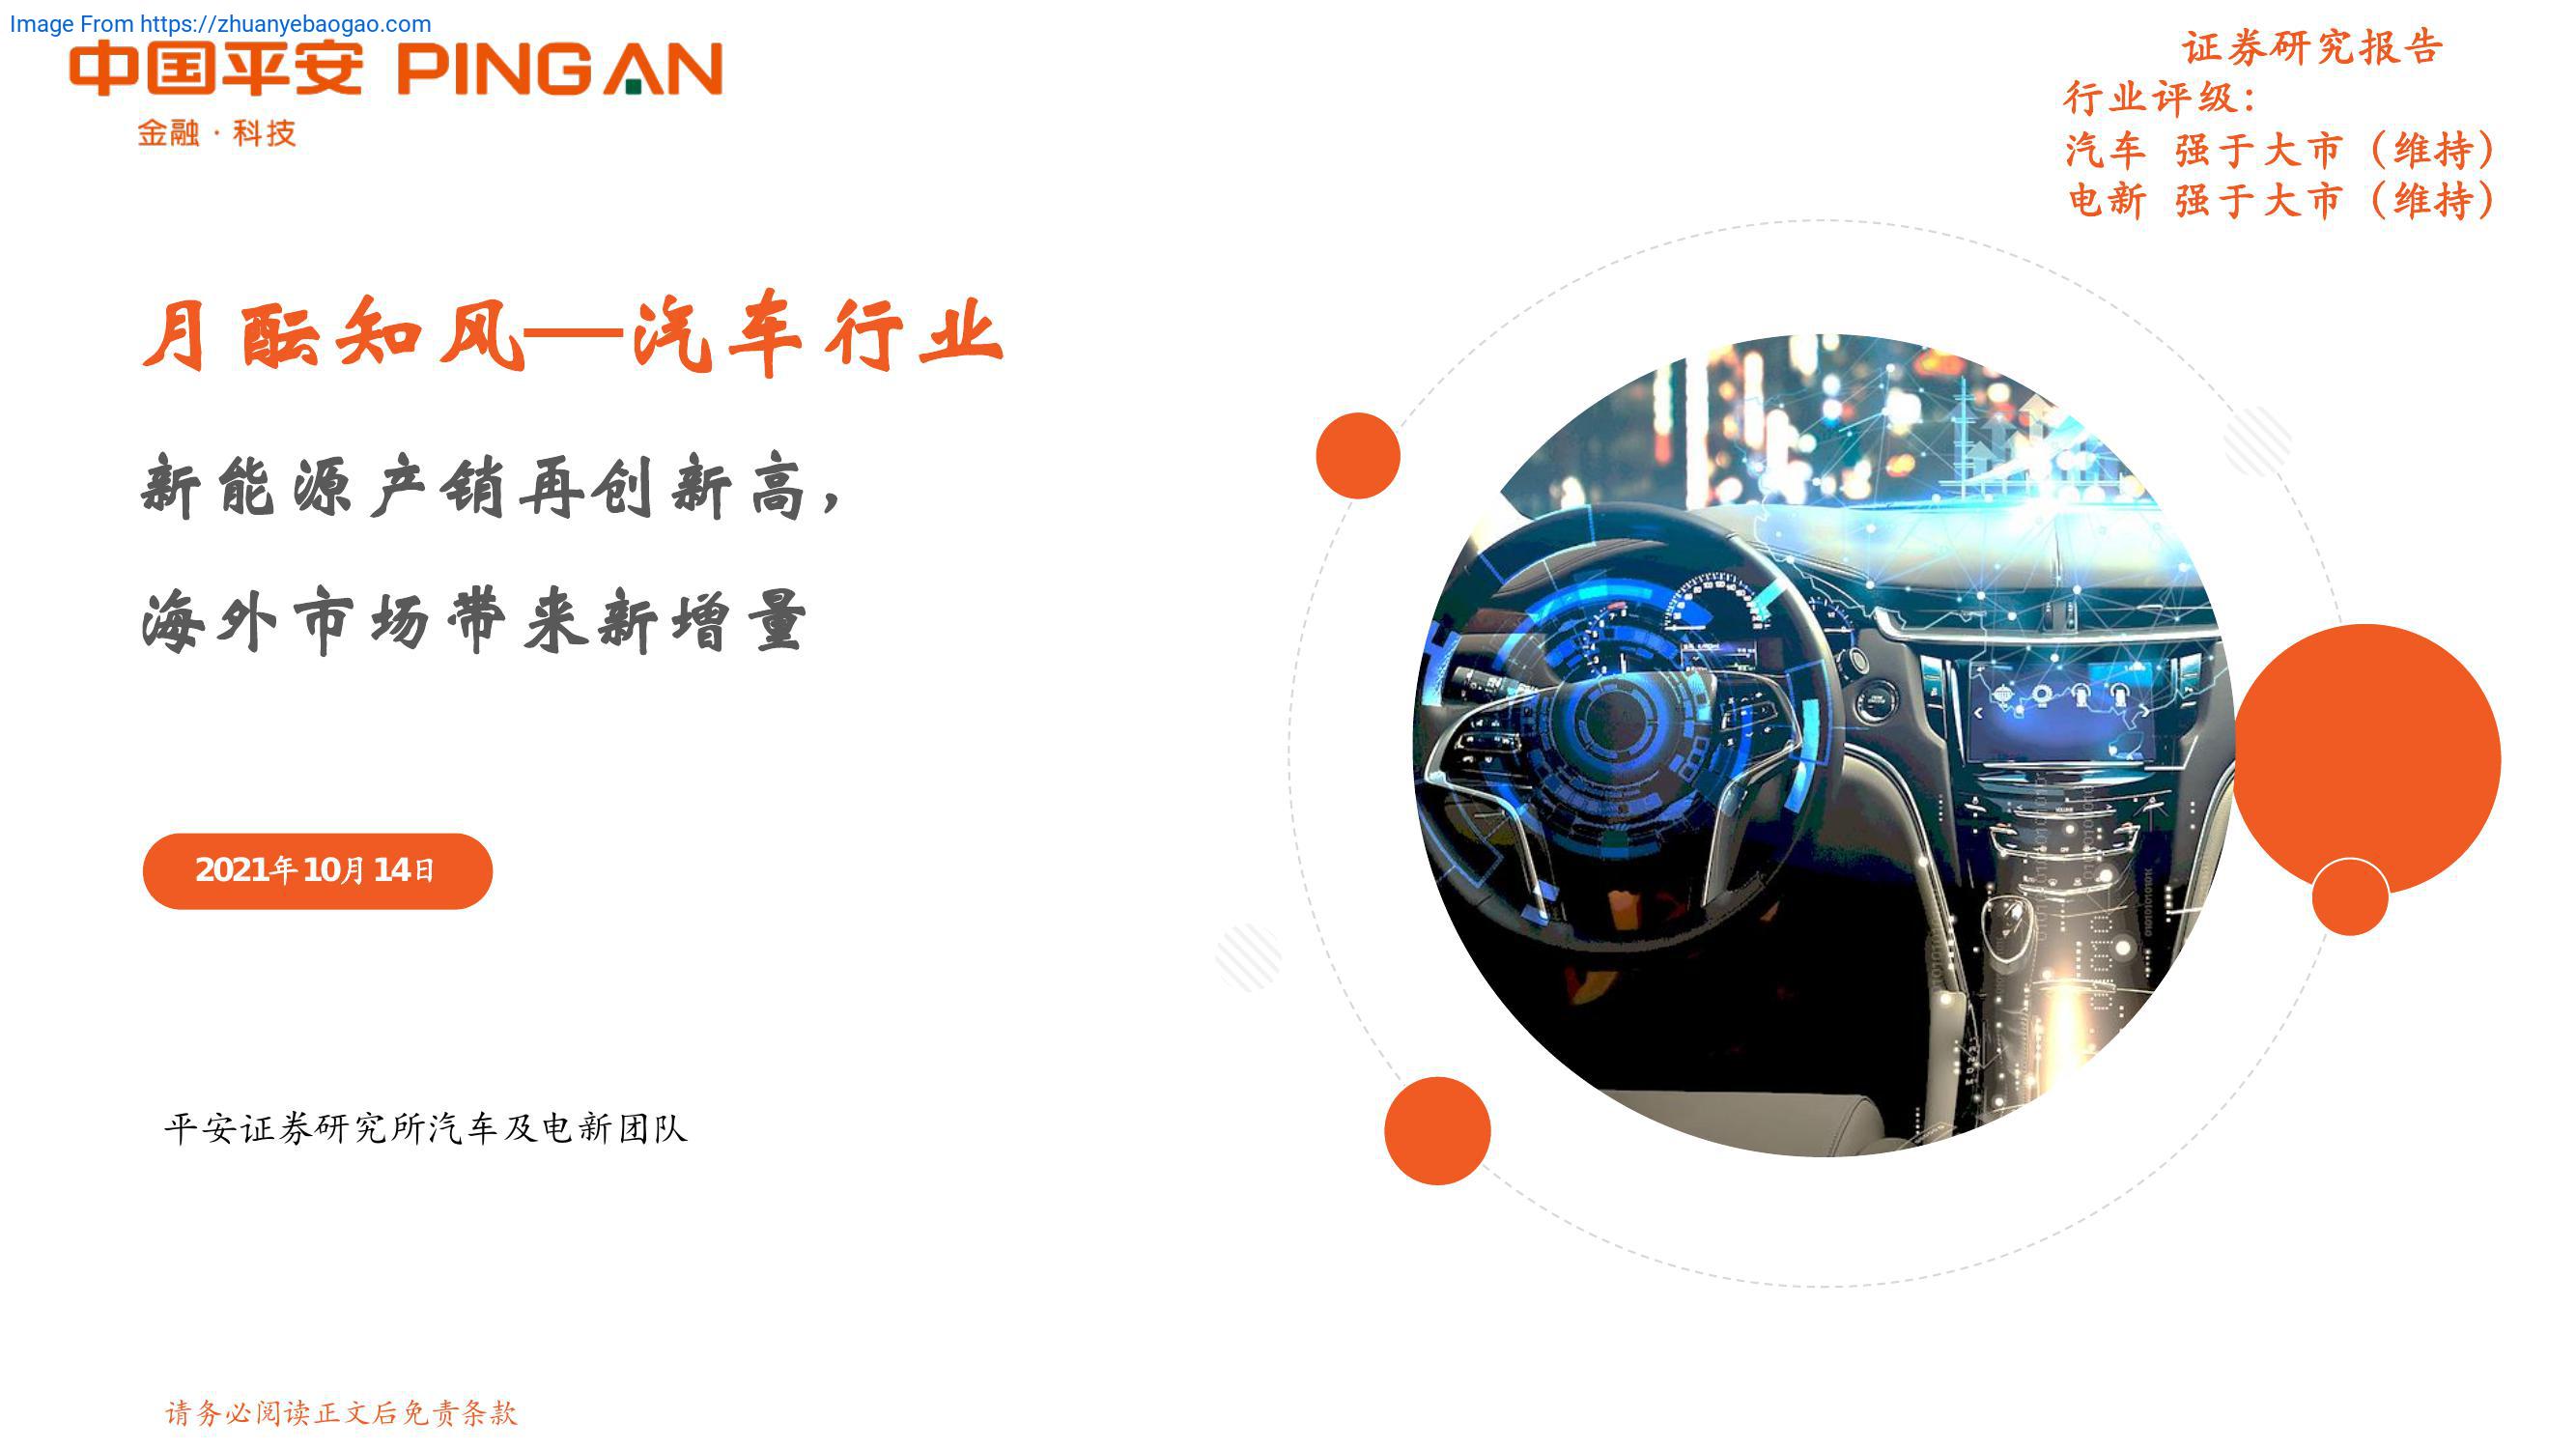 Image From https://zhuanyebaogao.com
中国平安 PINGAN
金融·科技
证券研究报告
行业评级：
汽车 强于大市（维持）
电新 强于大市（维持）
月酝知风—汽车行业
新能源产销再创新高，
海外市场带来新增量
2021年10月14日
平安证券研究所汽车及电新团队
请务必阅读正文后免责条款